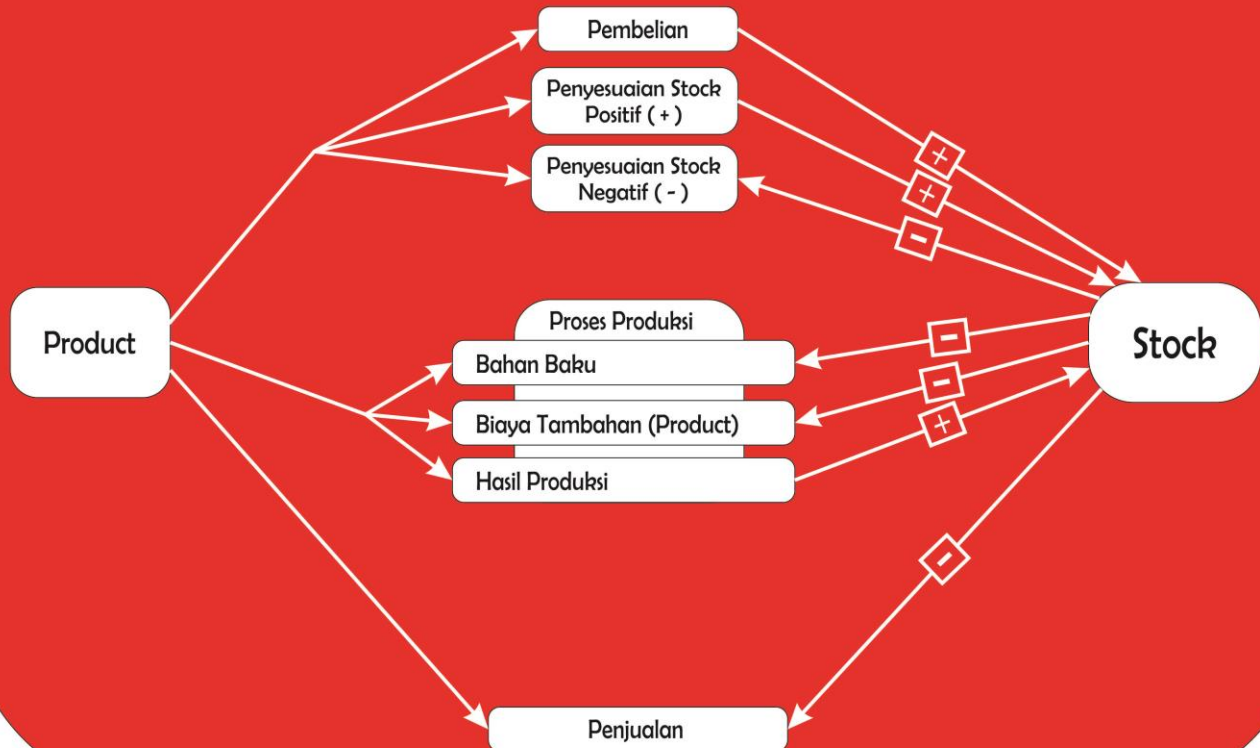 Pembelian
Penyesuaian Stock
Positif ( + )
Penyesuaian Stock
Negatif ( - )
+
+
-
Product
Proses Produksi
Bahan Baku
Biaya Tambahan (Product)
Hasil Produksi
-
-
+
Stock
-
Penjualan